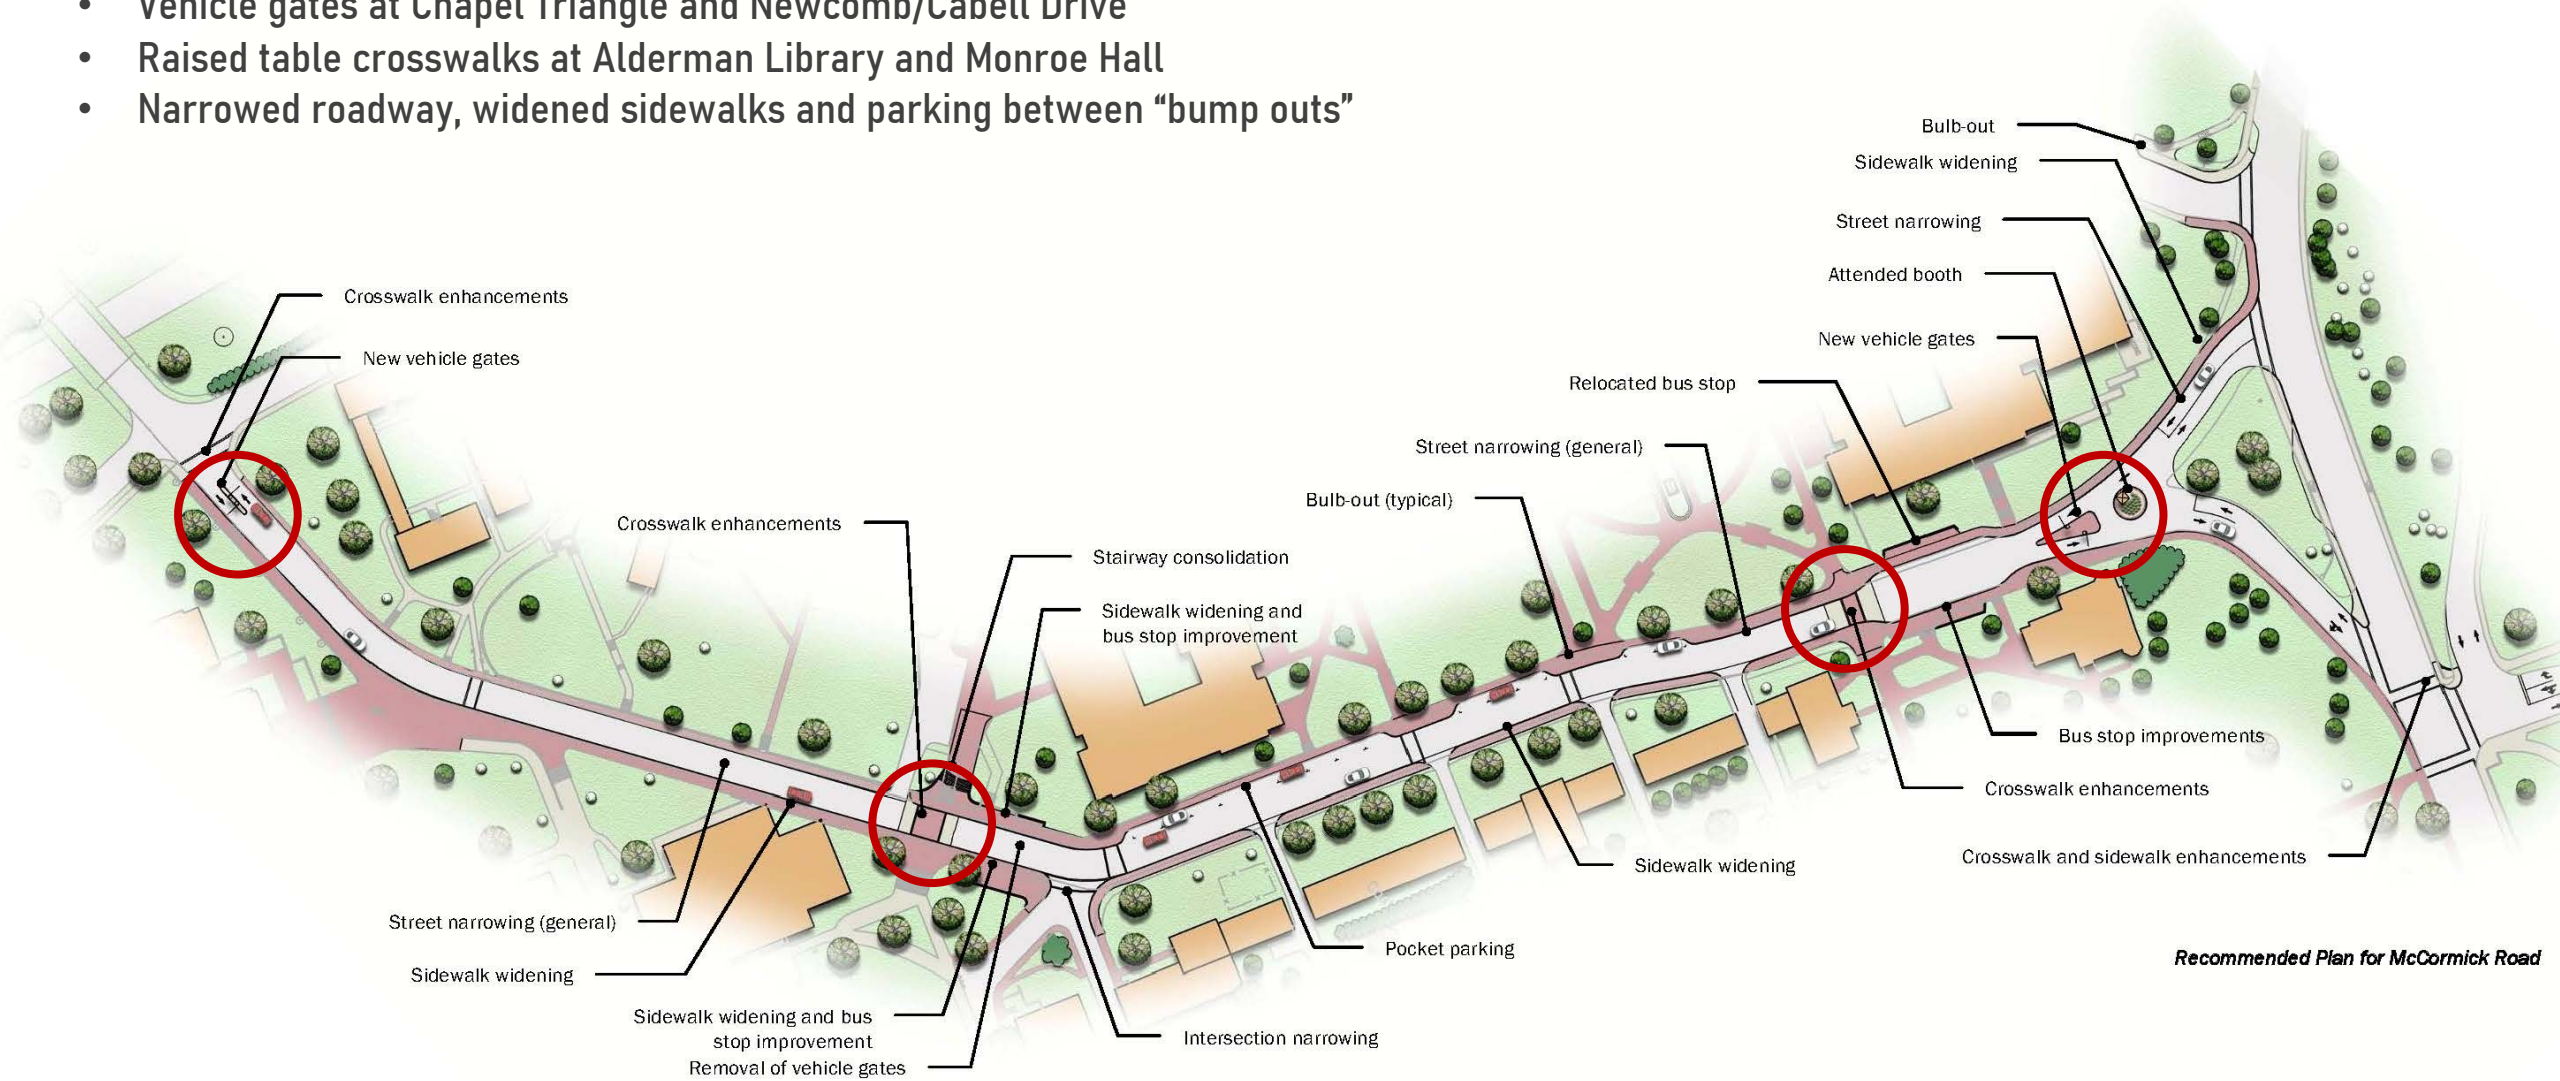 • Vehicle gates at Chapel Triangle and Newcomb/Cabell Drive
• Raised table crosswalks at Alderman Library and Monroe Hall
• Narrowed roadway, widened sidewalks and parking between “bump outs”
Bulb-out
Sidewalk widening
Street narrowing
Attended booth
New vehicle gates
Relocated bus stop
Street narrowing (general)
Bulb-out (typical)
Crosswalk enhancements
New vehicle gates
Crosswalk enhancements
Stairway consolidation
Sidewalk widening and
bus stop improvement
Bus stop improvements
Crosswalk enhancements
Crosswalk and sidewalk enhancements
Sidewalk widening
Pocket parking
Street narrowing (general)
Sidewalk widening
Sidewalk widening and bus
stop improvement
Removal of vehicle gates
Intersection narrowing
Recommended Plan for McCormick Road